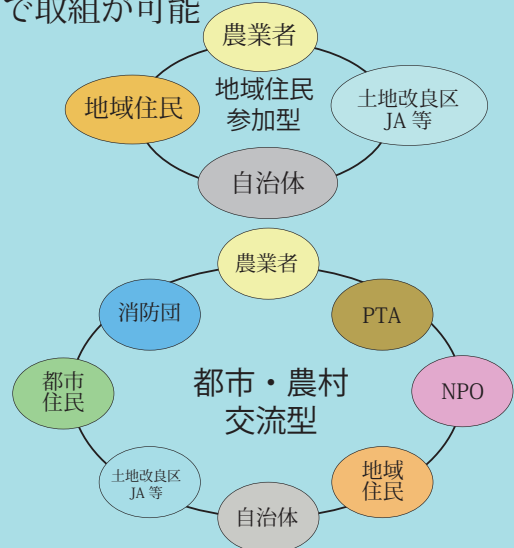 で取組が可能
農業者
地域住民
地域住民
参加型
土地改良区
JA 等
自治体
農業者
消防団
PTA
都市
住民
都市・農村
交流型
NPO
土地改良区
JA 等
地域
住民
自治体